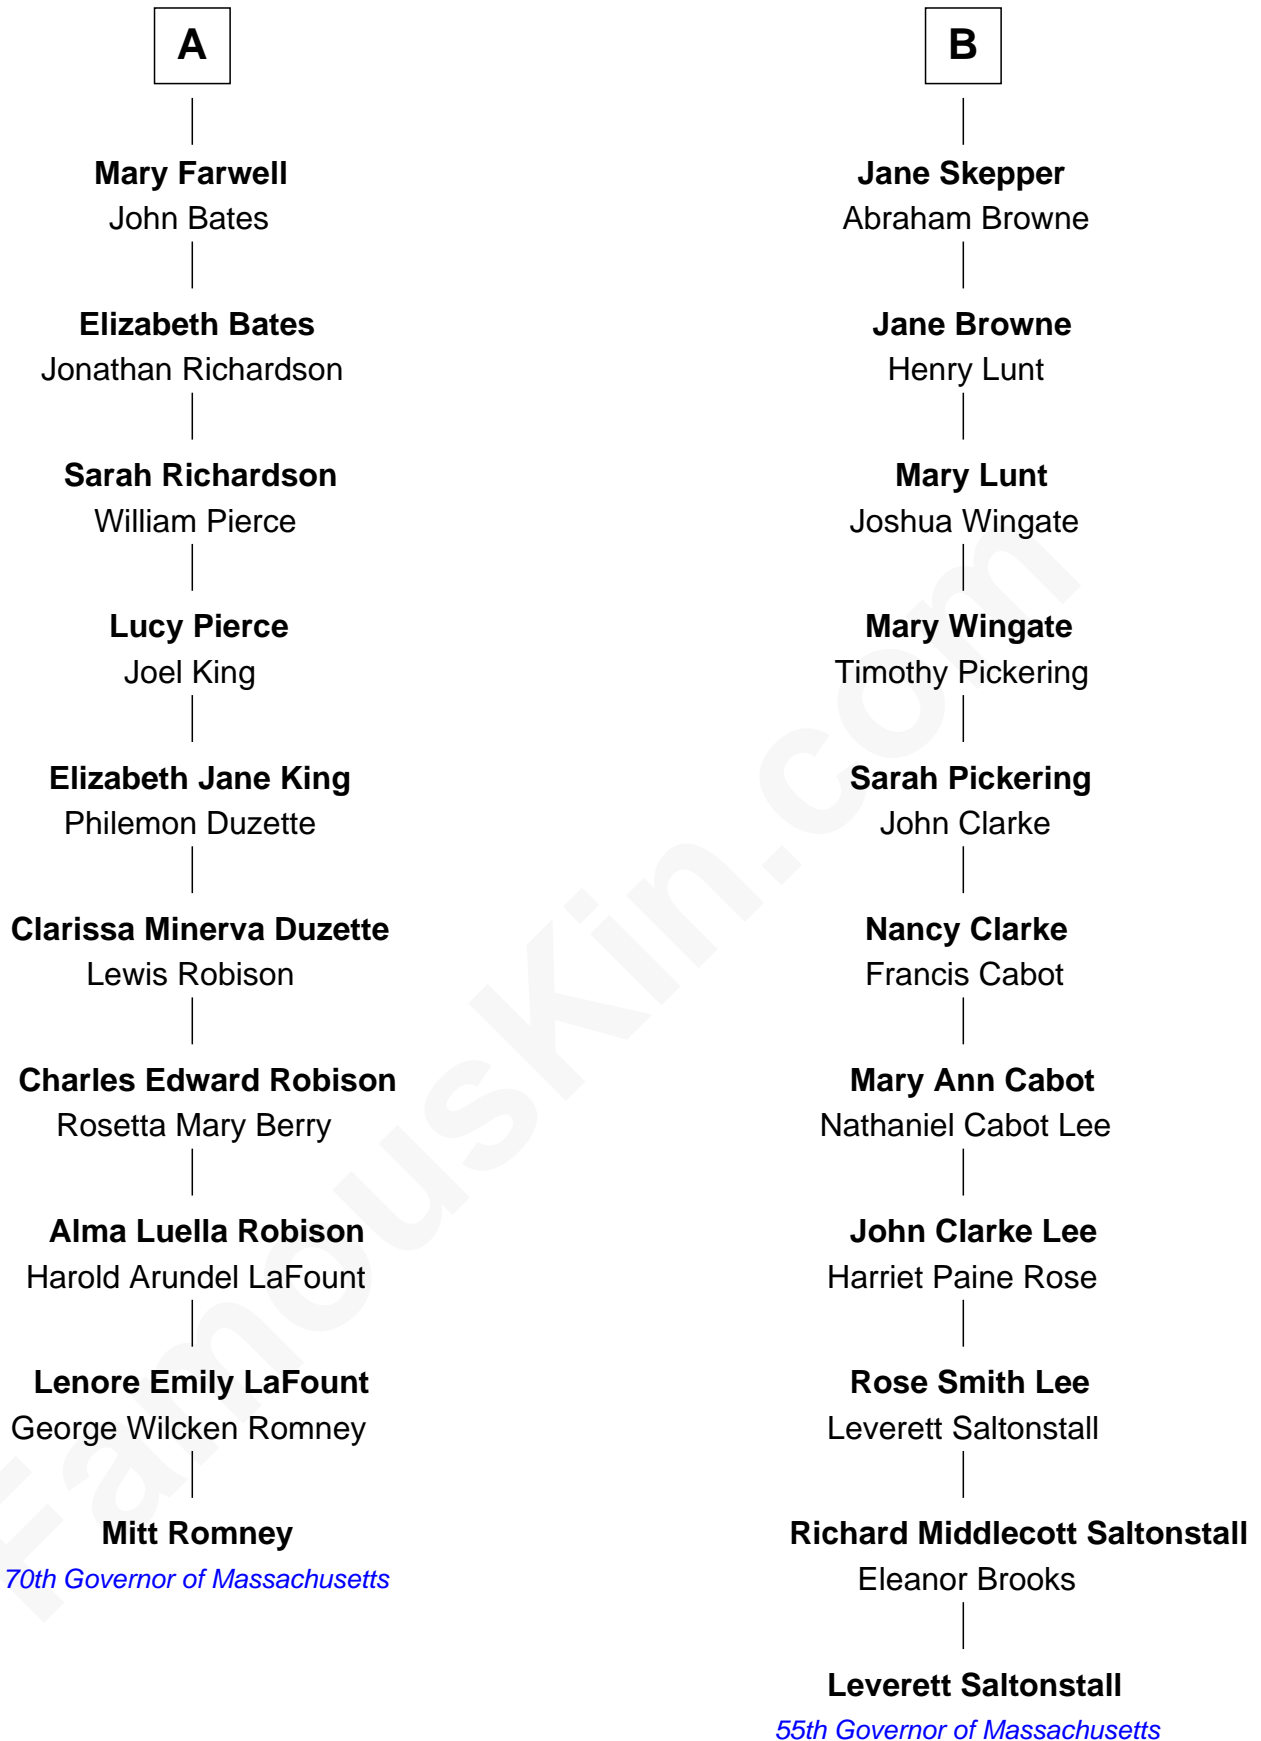 A
Mary Farwell
John Bates
Elizabeth Bates
Jonathan Richardson
Sarah Richardson
William Pierce
Lucy Pierce
Joel King
Elizabeth Jane King
Philemon Duzette
Clarissa Minerva Duzette
Lewis Robison
Charles Edward Robison
Rosetta Mary Berry
Alma Luella Robison
Harold Arundel LaFount
Lenore Emily LaFount
George Wilcken Romney
Mitt Romney
70th Governor of Massachusetts
B
Jane Skepper
Abraham Browne
Jane Browne
Henry Lunt
Mary Lunt
Joshua Wingate
Mary Wingate
Timothy Pickering
Sarah Pickering
John Clarke
Nancy Clarke
Francis Cabot
Mary Ann Cabot
Nathaniel Cabot Lee
John Clarke Lee
Harriet Paine Rose
Rose Smith Lee
Leverett Saltonstall
Richard Middlecott Saltonstall
Eleanor Brooks
Leverett Saltonstall
55th Governor of Massachusetts
FamousKin.com